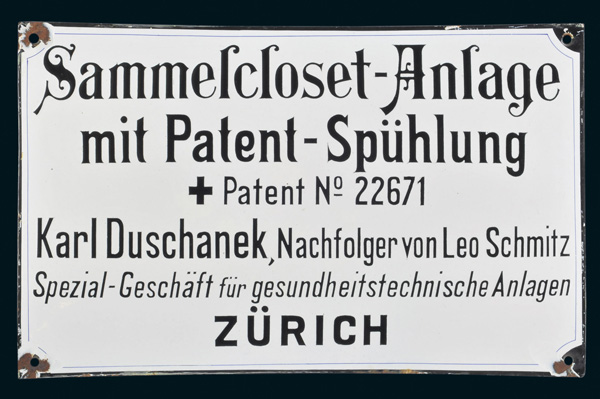 Sammelcloset-Anlage
mit Patent-Spühlung
✚ Patent Nº 22671
Karl Duschanek, Nachfolger von Leo Schmitz
Spezial-Geschäft für gesundheitstechnische Anlagen
ZÜRICH